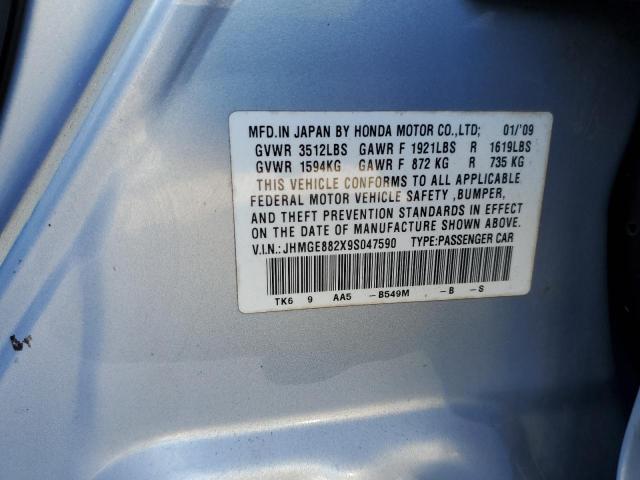 MFD.IN JAPAN BY HONDA MOTOR CO.,LTD; 01/'09
GVWR 3512LBS GAWR F 1921LBS R 1619LBS
GVWR 1594KG GAWR F 872 KG R 735 KG
THIS VEHICLE CONFORMS TO ALL APPLICABLE
FEDERAL MOTOR VEHICLE SAFETY ,BUMPER,
AND THEFT PREVENTION STANDARDS IN EFFECT
ON THE DATE OF MANUFACTURE SHOWN ABOVE.
V.I.N.: JHMGE882X9S047590 TYPE:PASSENGER CAR
TK6 9 AA5 -B549M -B -S